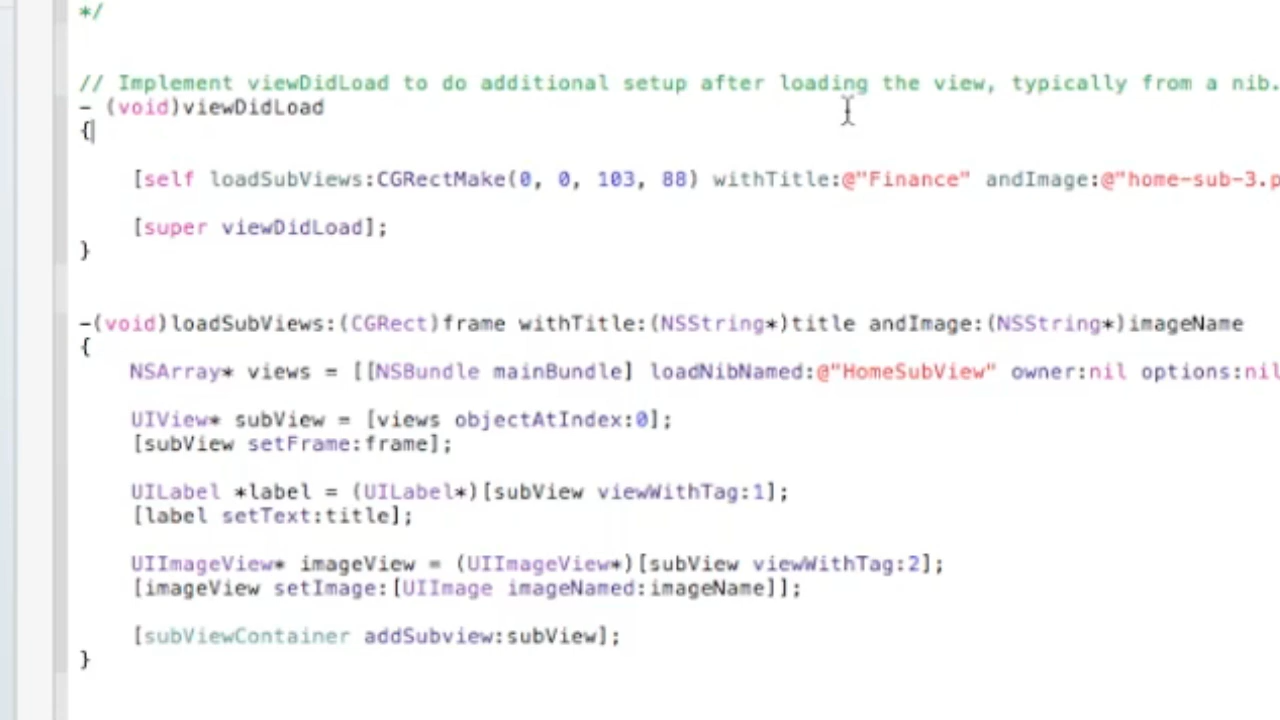 */
// Implement viewDidLoad to do additional setup after loading the view, typically from a nib.
- (void)viewDidLoad
{
[self loadSubViews:CGRectMake(0, 0, 103, 88) withTitle:@"Finance" andImage:@"home-sub-3.p
[super viewDidLoad];
}
-(void)loadSubViews:(CGRect)frame withTitle:(NSString*)title andImage:(NSString*)imageName
{
NSArray* views = [[NSBundle mainBundle] loadNibNamed:@"HomeSubView" owner:nil options:nil
UIView* subView = [views objectAtIndex:0];
[subView setFrame:frame];
UILabel *label = (UILabel*)[subView viewWithTag:1];
[label setText:title];
UIImageView* imageView = (UIImageView*)[subView viewWithTag:2];
[imageView setImage:[UIImage imageNamed:imageName]];
[subViewContainer addSubview:subView];
}